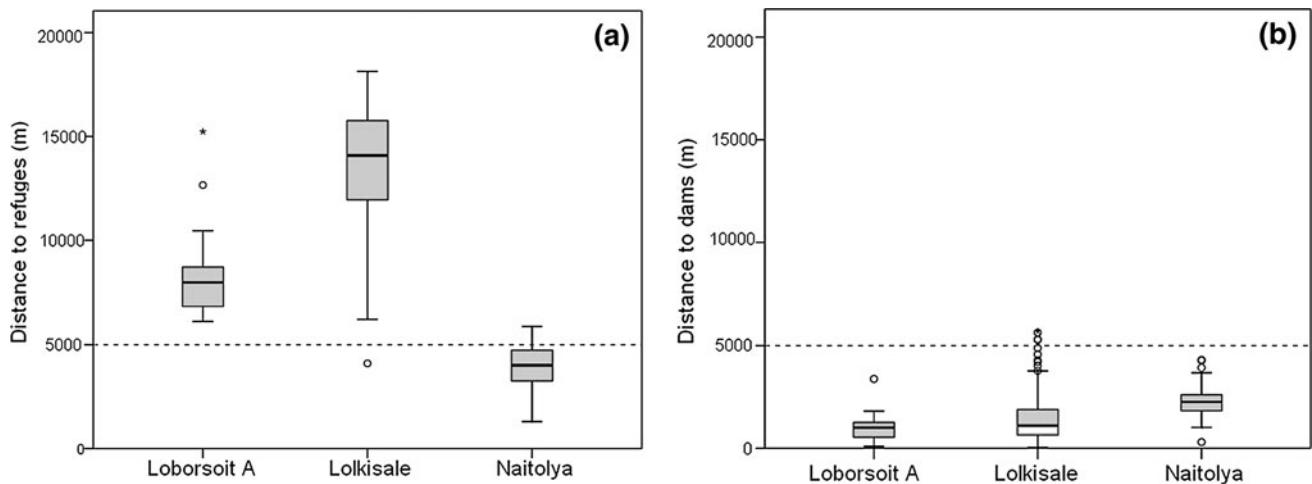 (a)
Distance to refuges (m)
20000
15000
10000
5000
0
Loborsoit A Lolkisale Naitolya
(b)
Distance to dams (m)
20000
15000
10000
5000
0
Loborsoit A Lolkisale Naitolya